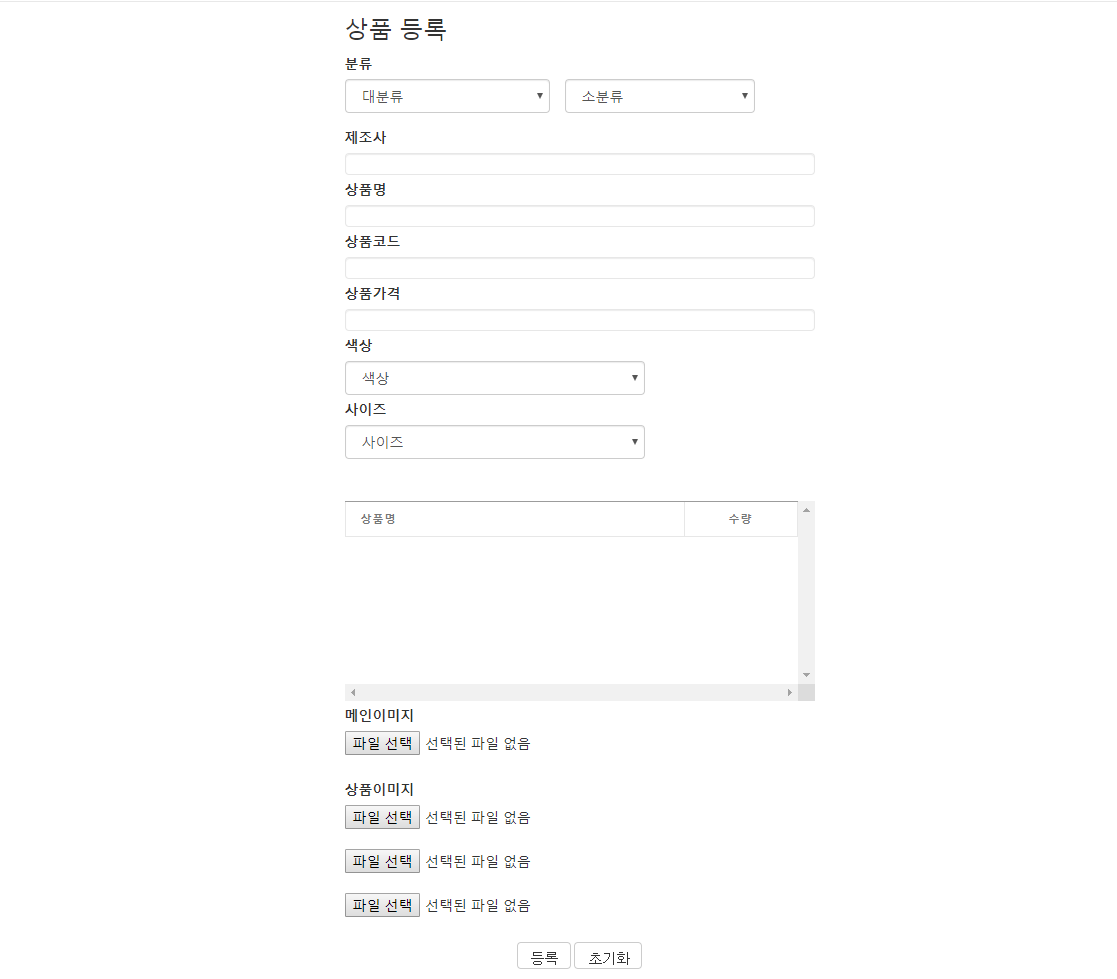 상품 등록
분류
대분류 소분류
제조사
상품명
상품코드
상품가격
색상
색상
사이즈
사이즈
상품명 수량
메인이미지
파일 선택 선택된 파일 없음
상품이미지
파일 선택 선택된 파일 없음
파일 선택 선택된 파일 없음
파일 선택 선택된 파일 없음
등록 초기화